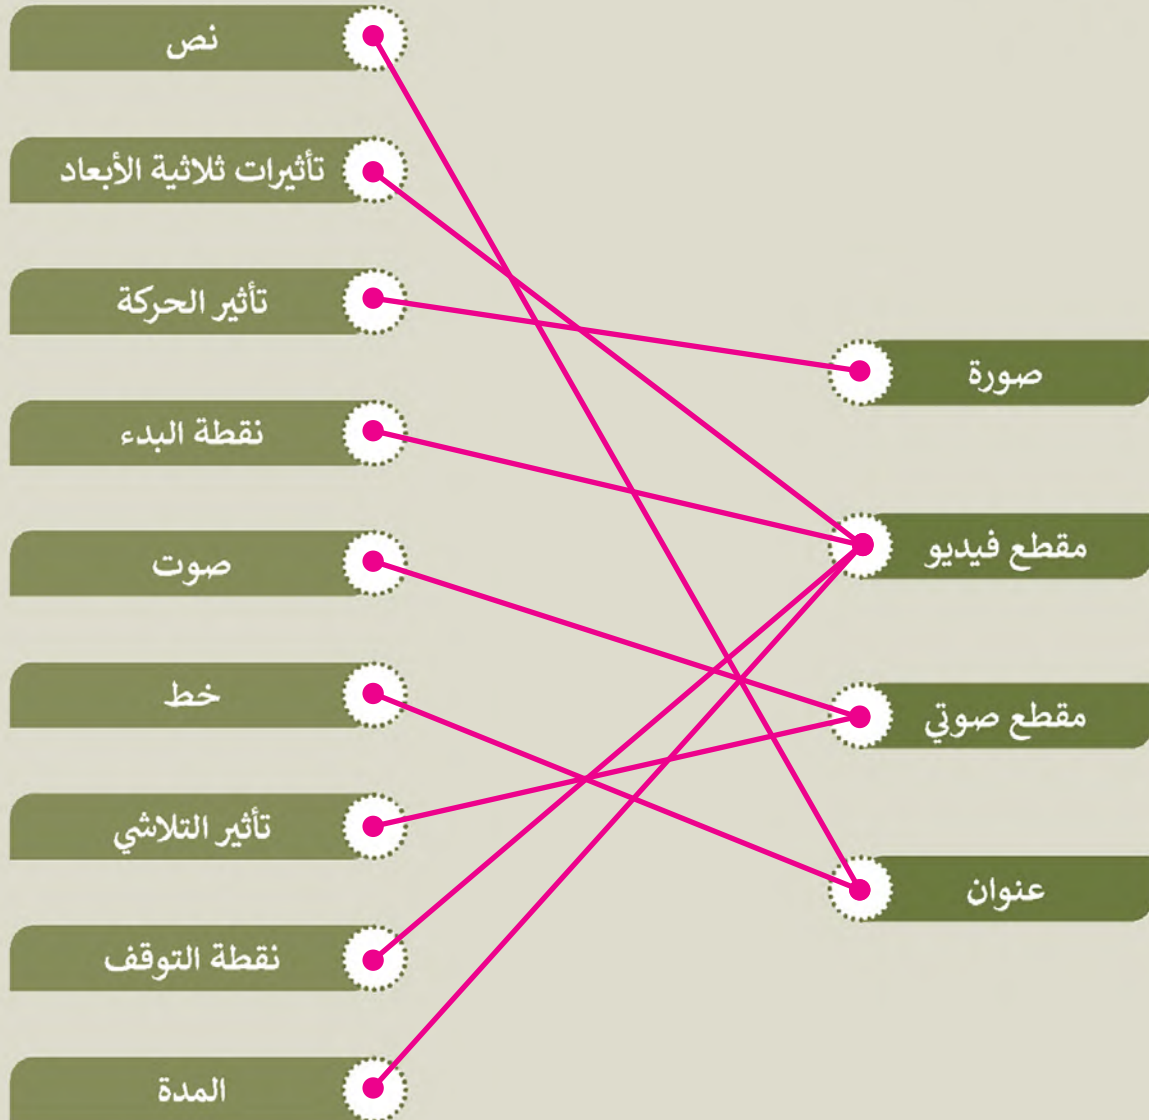 صورة
مقطع فيديو
مقطع صوتي
عنوان
نص
تأثيرات ثلاثية الأبعاد
تأثير الحركة
نقطة البدء
صوت
خط
تأثير التلاشي
نقطة التوقف
المدة